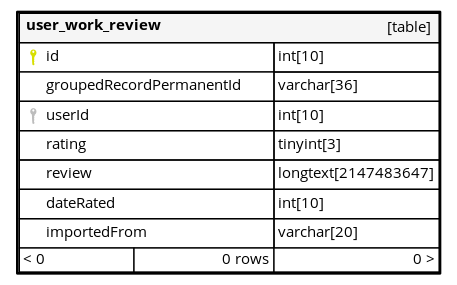 user_work_review [table]
id int[10]
groupedRecordPermanentId varchar[36]
userId int[10]
rating tinyint[3]
review longtext[2147483647]
dateRated int[10]
importedFrom varchar[20]
< 0 0 rows 0 >